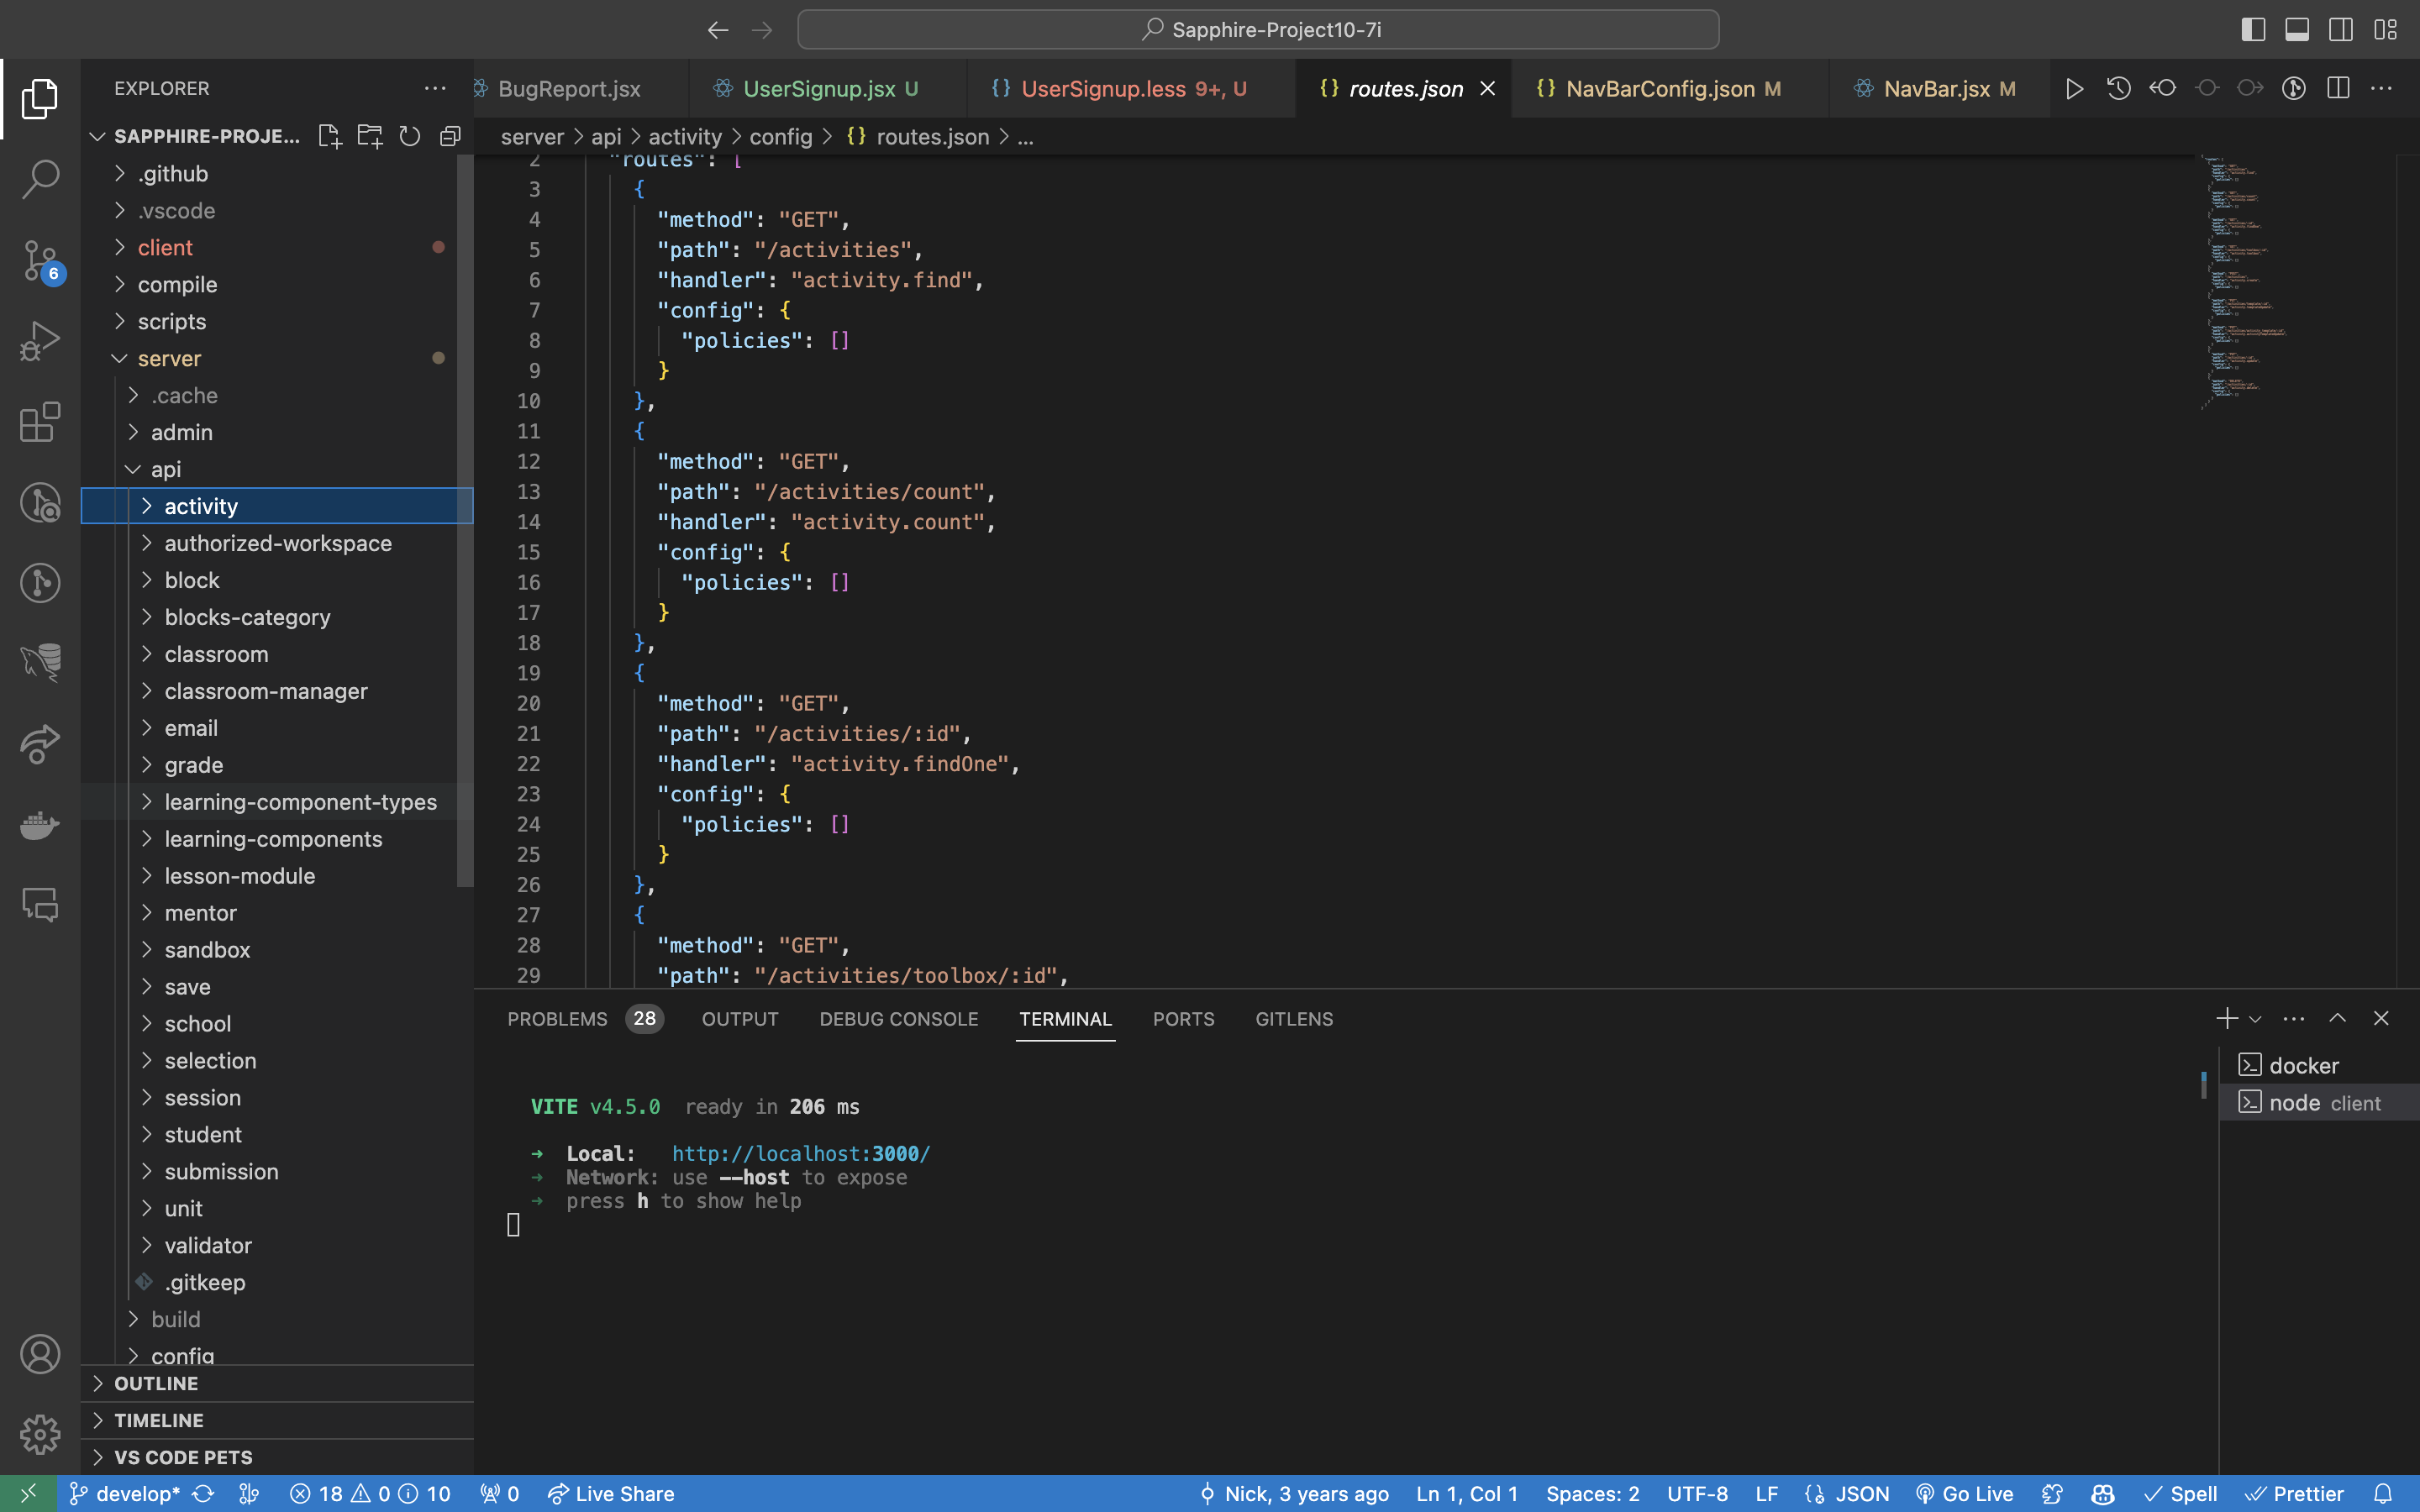 Sapphire-Project10-7i
EXPLORER
BugReport.jsx
UserSignup.jsx U
{} UserSignup.less 9+, U
{} routes.json
{} NavBarConfig.json M
NavBar.jsx M
SAPPHIRE-PROJE...
server > api > activity > config > {} routes.json > ...
.github
.vscode
client
compile
scripts
server
.cache
admin
api
activity
authorized-workspace
block
blocks-category
classroom
classroom-manager
email
grade
learning-component-types
learning-components
lesson-module
mentor
sandbox
save
school
selection
session
student
submission
unit
validator
.gitkeep
build
config
OUTLINE
TIMELINE
VS CODE PETS
6
2 "routes": [
3 {
4 "method": "GET",
5 "path": "/activities",
6 "handler": "activity.find",
7 "config": {
8 "policies": []
9 }
10 },
11 {
12 "method": "GET",
13 "path": "/activities/count",
14 "handler": "activity.count",
15 "config": {
16 "policies": []
17 }
18 },
19 {
20 "method": "GET",
21 "path": "/activities/:id",
22 "handler": "activity.findOne",
23 "config": {
24 "policies": []
25 }
26 },
27 {
28 "method": "GET",
29 "path": "/activities/toolbox/:id",
PROBLEMS 28 OUTPUT DEBUG CONSOLE TERMINAL PORTS GITLENS
VITE v4.5.0 ready in 206 ms
➜ Local: http://localhost:3000/
➜ Network: use --host to expose
➜ press h to show help
docker
node client
develop* 18 0 10 0 Live Share
Nick, 3 years ago Ln 1, Col 1 Spaces: 2 UTF-8 LF JSON Go Live Spell Prettier